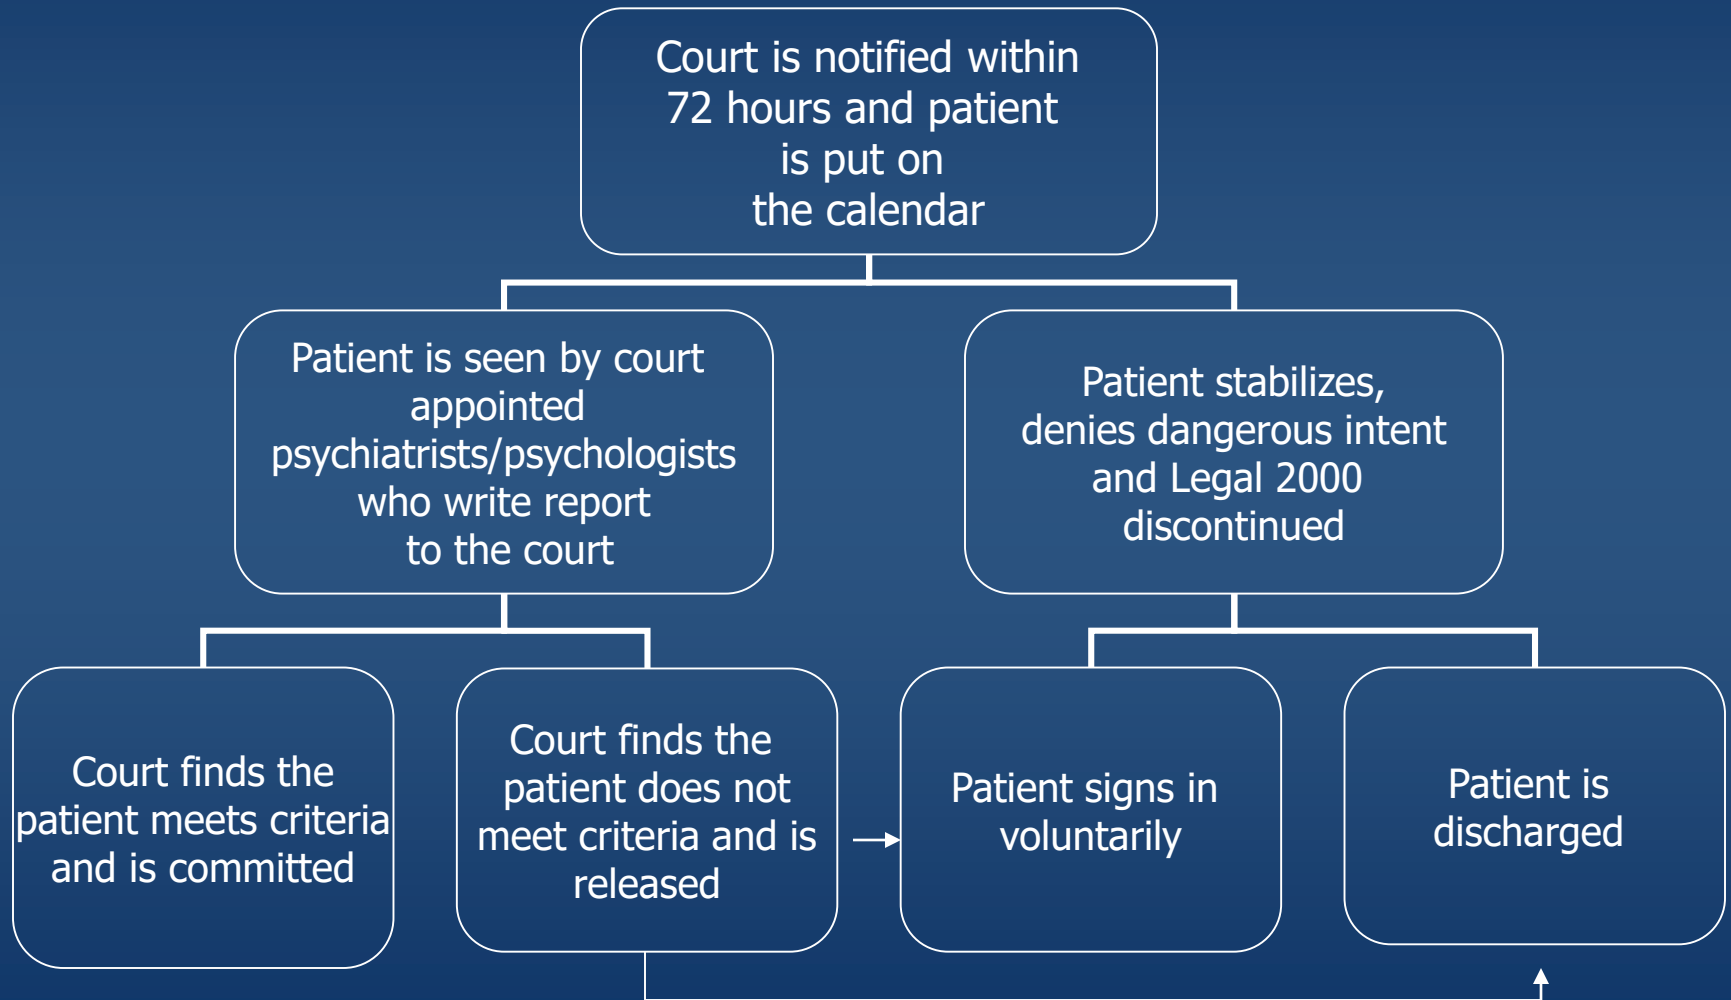 Court is notified within
72 hours and patient
is put on
the calendar
Patient is seen by court
appointed
psychiatrists/psychologists
who write report
to the court
Patient stabilizes,
denies dangerous intent
and Legal 2000
discontinued
Court finds the
patient meets criteria
and is committed
Court finds the
patient does not
meet criteria and is
released
Patient signs in
voluntarily
Patient is
discharged